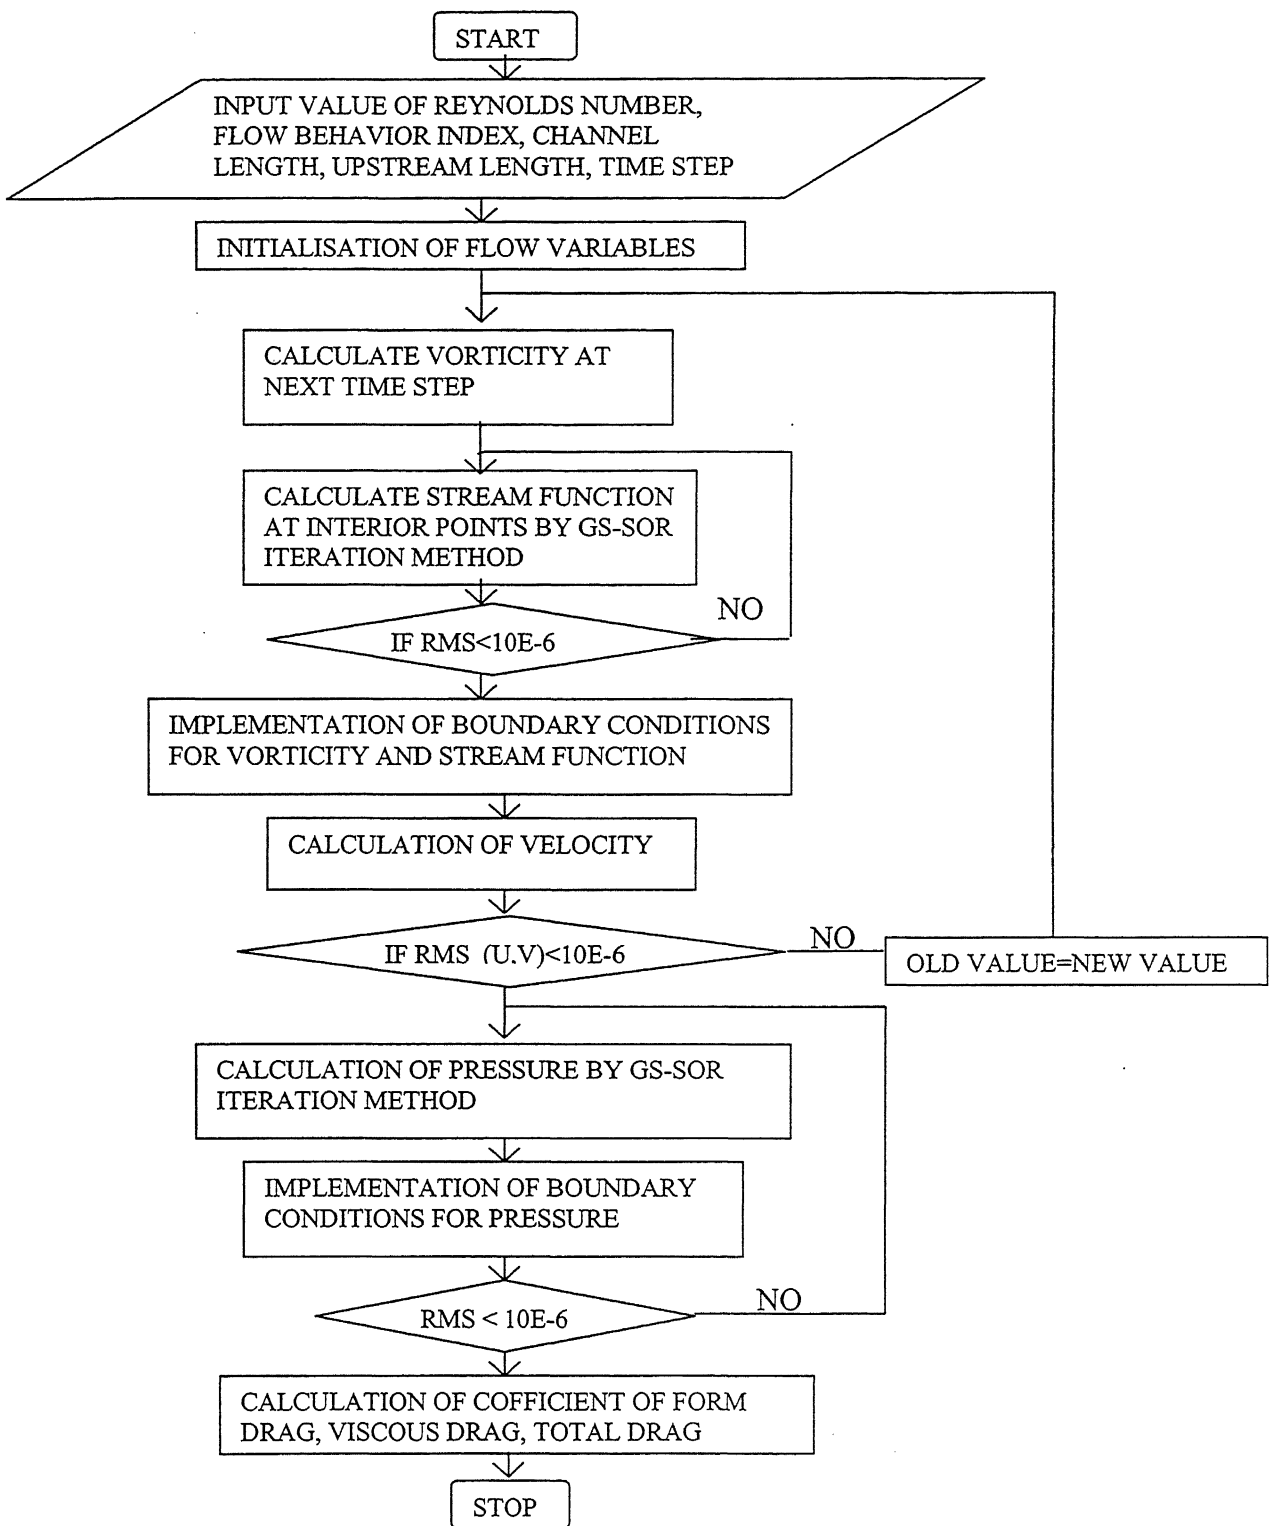 START
INPUT VALUE OF REYNOLDS NUMBER,
FLOW BEHAVIOR INDEX, CHANNEL
LENGTH, UPSTREAM LENGTH, TIME STEP
INITIALISATION OF FLOW VARIABLES
CALCULATE VORTICITY AT
NEXT TIME STEP
CALCULATE STREAM FUNCTION
AT INTERIOR POINTS BY GS-SOR
ITERATION METHOD
NO
IF RMS<10E-6
IMPLEMENTATION OF BOUNDARY CONDITIONS
FOR VORTICITY AND STREAM FUNCTION
CALCULATION OF VELOCITY
IF RMS (U,V)<10E-6
NO
OLD VALUE=NEW VALUE
CALCULATION OF PRESSURE BY GS-SOR
ITERATION METHOD
IMPLEMENTATION OF BOUNDARY
CONDITIONS FOR PRESSURE
RMS < 10E-6
NO
CALCULATION OF COFFICIENT OF FORM
DRAG, VISCOUS DRAG, TOTAL DRAG
STOP